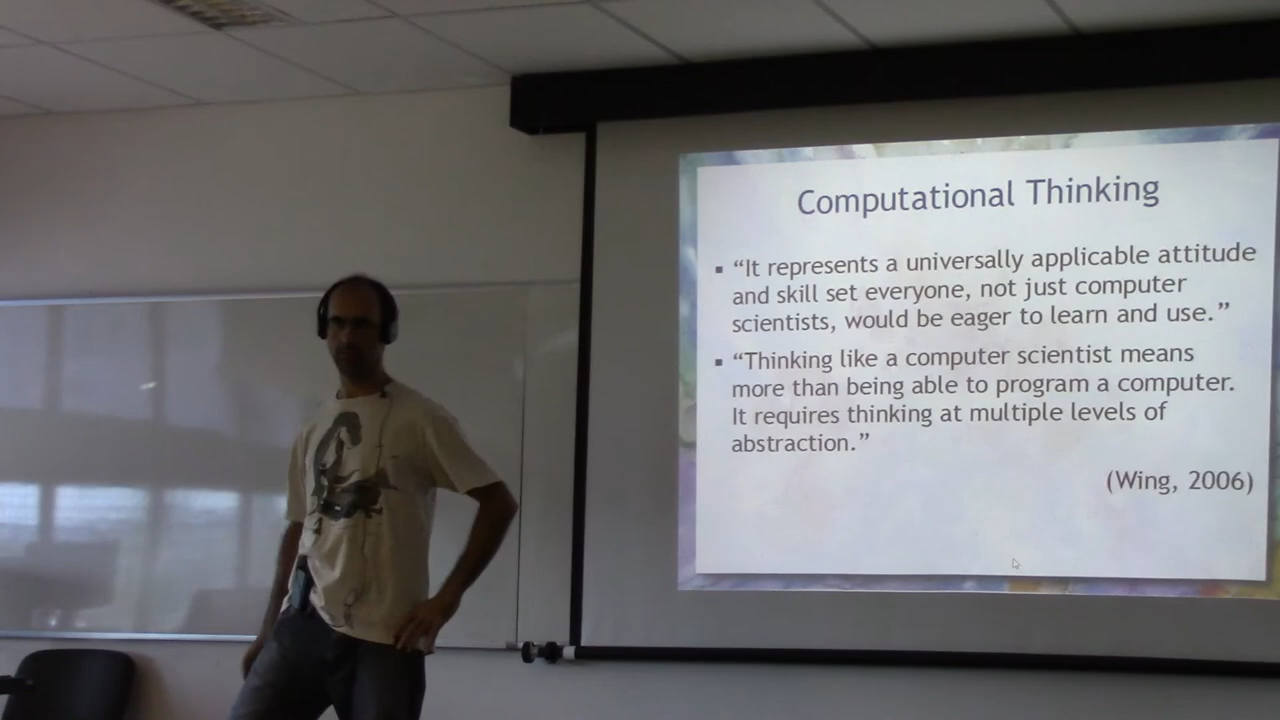 Computational Thinking
▪ “It represents a universally applicable attitude
and skill set everyone, not just computer
scientists, would be eager to learn and use.”
▪ “Thinking like a computer scientist means
more than being able to program a computer.
It requires thinking at multiple levels of
abstraction.”
(Wing, 2006)